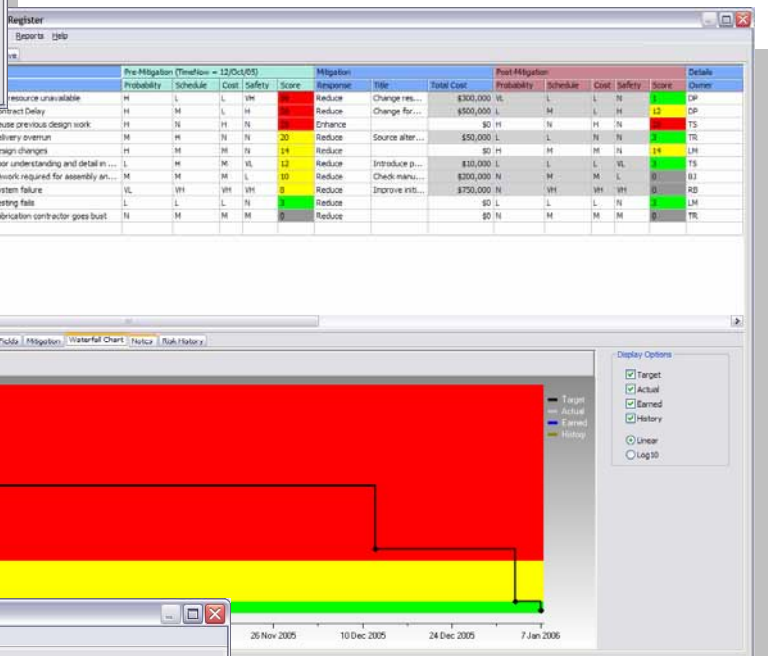 Register
Reports Help
Pre-Mitigation (TimeNow = 12/Oct/05) Mitigation Post-Mitigation Details
Probability Schedule Cost Safety Score Response Title Total Cost Probability Schedule Cost Safety Score Owner
resource unavailable H L L VH Reduce Change res... $300,000 VL L L N DP
ntract Delay H M L H Reduce Change for... $500,000 L M L H 12 DP
use previous design work H N H N Enhance $0 H N H N TS
elivery overrun M H N N 20 Reduce Source alter... $50,000 L L N N TR
esign changes H M M N 14 Reduce $0 H M M N 14 LM
or understanding and detail in ... L H M VL 12 Reduce Introduce p... $10,000 L L L VL TS
work required for assembly an... M M M L 10 Reduce Check manu... $200,000 N M M L 0 BJ
stem failure VL VH VH VH 8 Reduce Improve initi... $750,000 N VH VH VH 0 RB
esting fails L L L N 3 Reduce $0 L L L N 3 LM
brication contractor goes bust N M M M 0 Reduce $0 N M M M 0 TR
Fields Mitigation Waterfall Chart Notes Risk History
Display Options
Target
Actual
Earned
History
Linear
Log10
Target
Actual
Earned
History
26 Nov 2005 10 Dec 2005 24 Dec 2005 7 Jan 2006